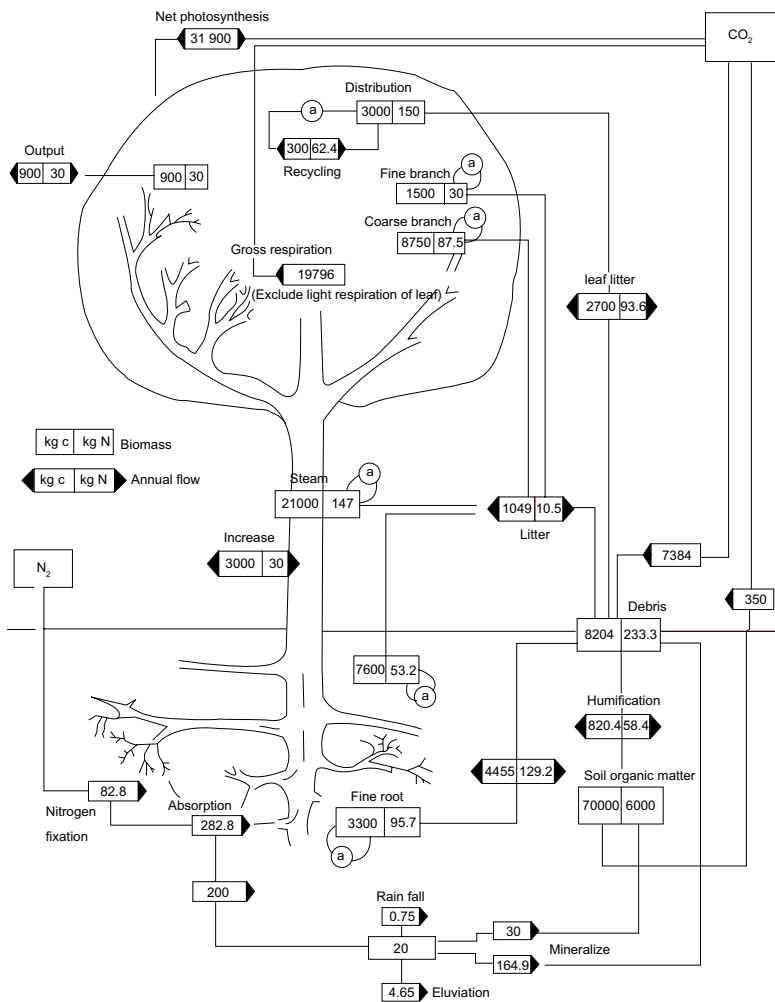 Net photosynthesis
31 900
CO2
Distribution
3000 150
a
300 62.4
Recycling
Output
900 30
900 30
Fine branch
a
1500 30
Coarse branch
a
8750 87.5
Gross respiration
19796
(Exclude light respiration of leaf)
leaf litter
2700 93.6
kg c kg N Biomass
kg c kg N Annual flow
Steam
a
21000 147
1049 10.5
Litter
Increase
3000 30
7384
N2
350
Debris
8204 233.3
7600 53.2
a
Humification
820.4 58.4
4455 129.2
Soil organic matter
70000 6000
82.8
Nitrogen
fixation
Absorption
282.8
Fine root
3300 95.7
a
200
Rain fall
0.75
20
30
Mineralize
164.9
4.65 Eluviation